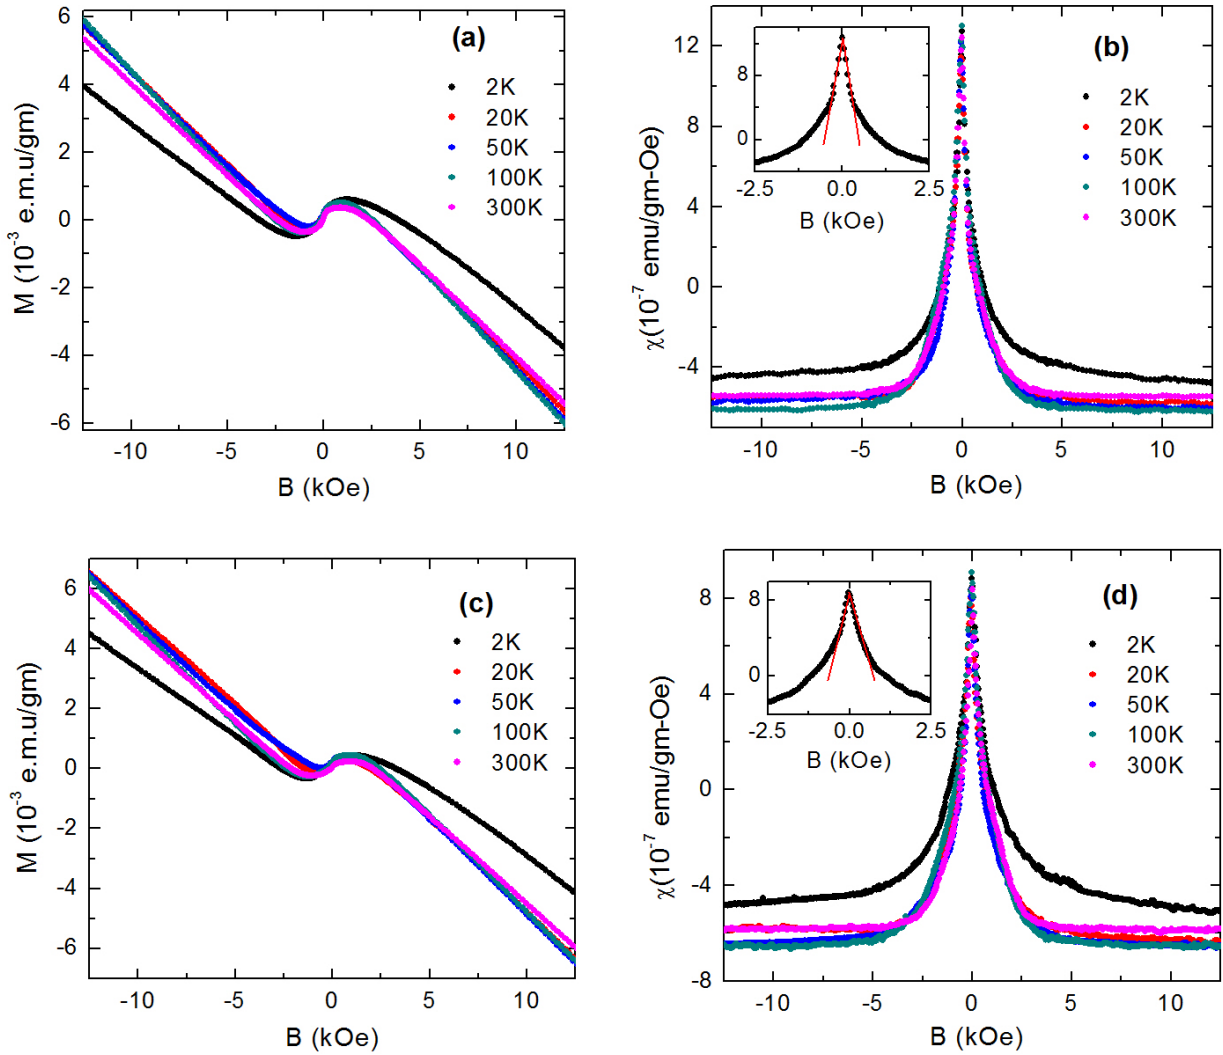 (a)
6
4
2
0
-2
-4
-6
M (10⁻³ e.m.u/gm)
2K
20K
50K
100K
300K
-10
-5
0
5
10
B (kOe)
(b)
12
8
4
0
-4
χ(10⁻⁷ emu/gm-Oe)
8
0
-2.5
0.0
2.5
B (kOe)
2K
20K
50K
100K
300K
-10
-5
0
5
10
B (kOe)
(c)
6
4
2
0
-2
-4
-6
M (10⁻³ e.m.u/gm)
2K
20K
50K
100K
300K
-10
-5
0
5
10
B (kOe)
(d)
8
4
0
-4
-8
χ(10⁻⁷ emu/gm-Oe)
8
0
-2.5
0.0
2.5
B (kOe)
2K
20K
50K
100K
300K
-10
-5
0
5
10
B (kOe)